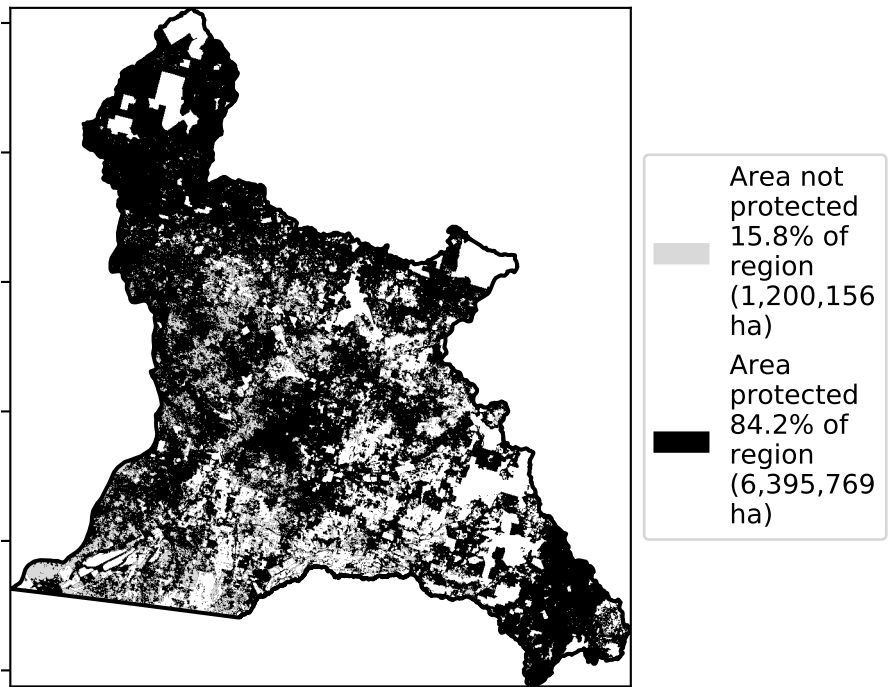 Area not
protected
15.8% of
region
(1,200,156
ha)
Area
protected
84.2% of
region
(6,395,769
ha)